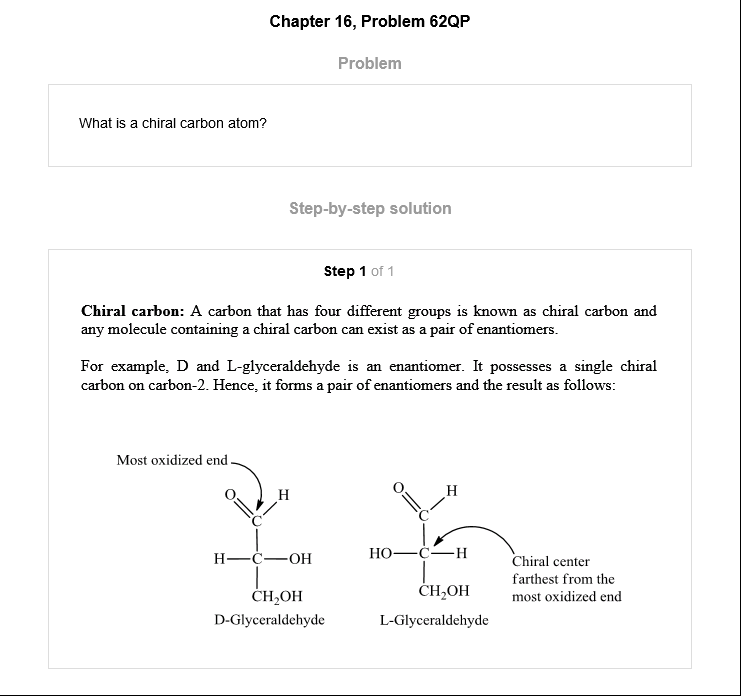 Chapter 16, Problem 62QP
Problem
What is a chiral carbon atom?
Step-by-step solution
Step 1 of 1
Chiral carbon: A carbon that has four different groups is known as chiral carbon and
any molecule containing a chiral carbon can exist as a pair of enantiomers.
For example, D and L-glyceraldehyde is an enantiomer. It possesses a single chiral
carbon on carbon-2. Hence, it forms a pair of enantiomers and the result as follows:
Most oxidized end
O H
C
H—C—OH
CH₂OH
D-Glyceraldehyde
O H
C
HO—C—H
CH₂OH
L-Glyceraldehyde
Chiral center
farthest from the
most oxidized end